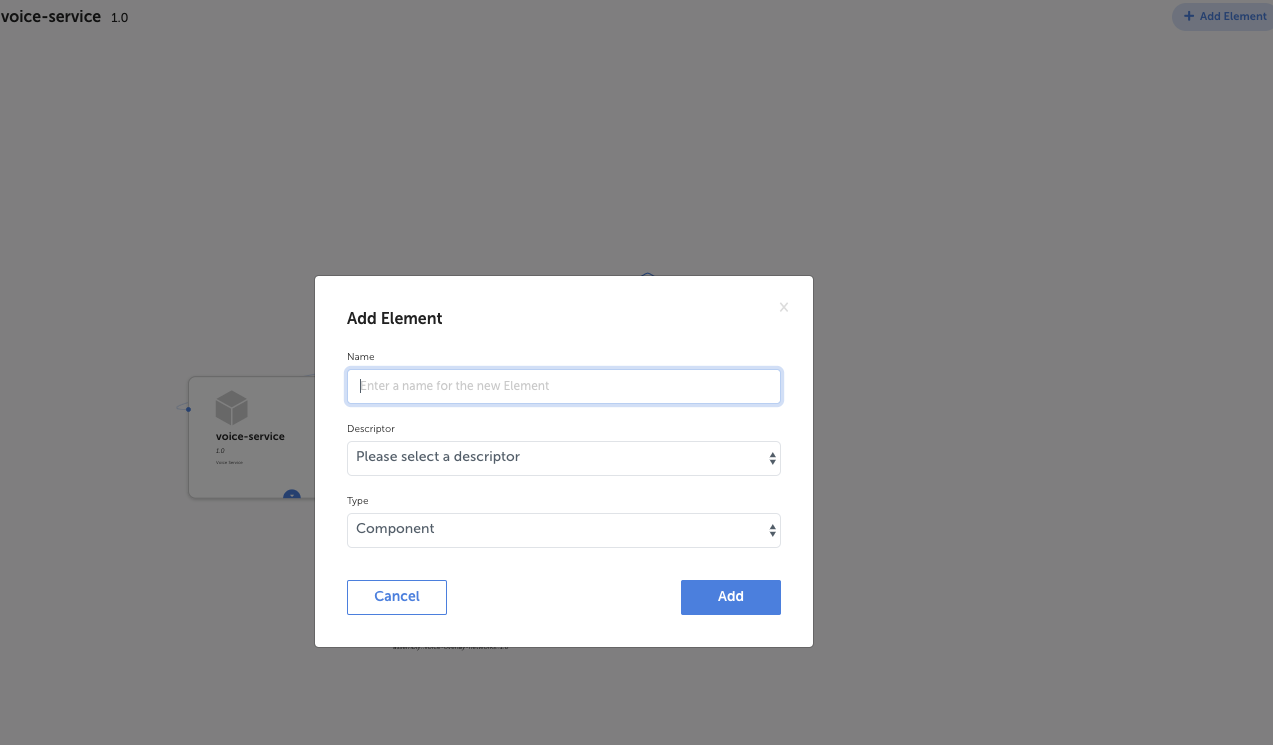 voice-service 1.0
+ Add Element
Add Element
x
Name
Enter a name for the new Element
Descriptor
Please select a descriptor
Type
Component
Cancel
Add
voice-service
1.0
Voice Service